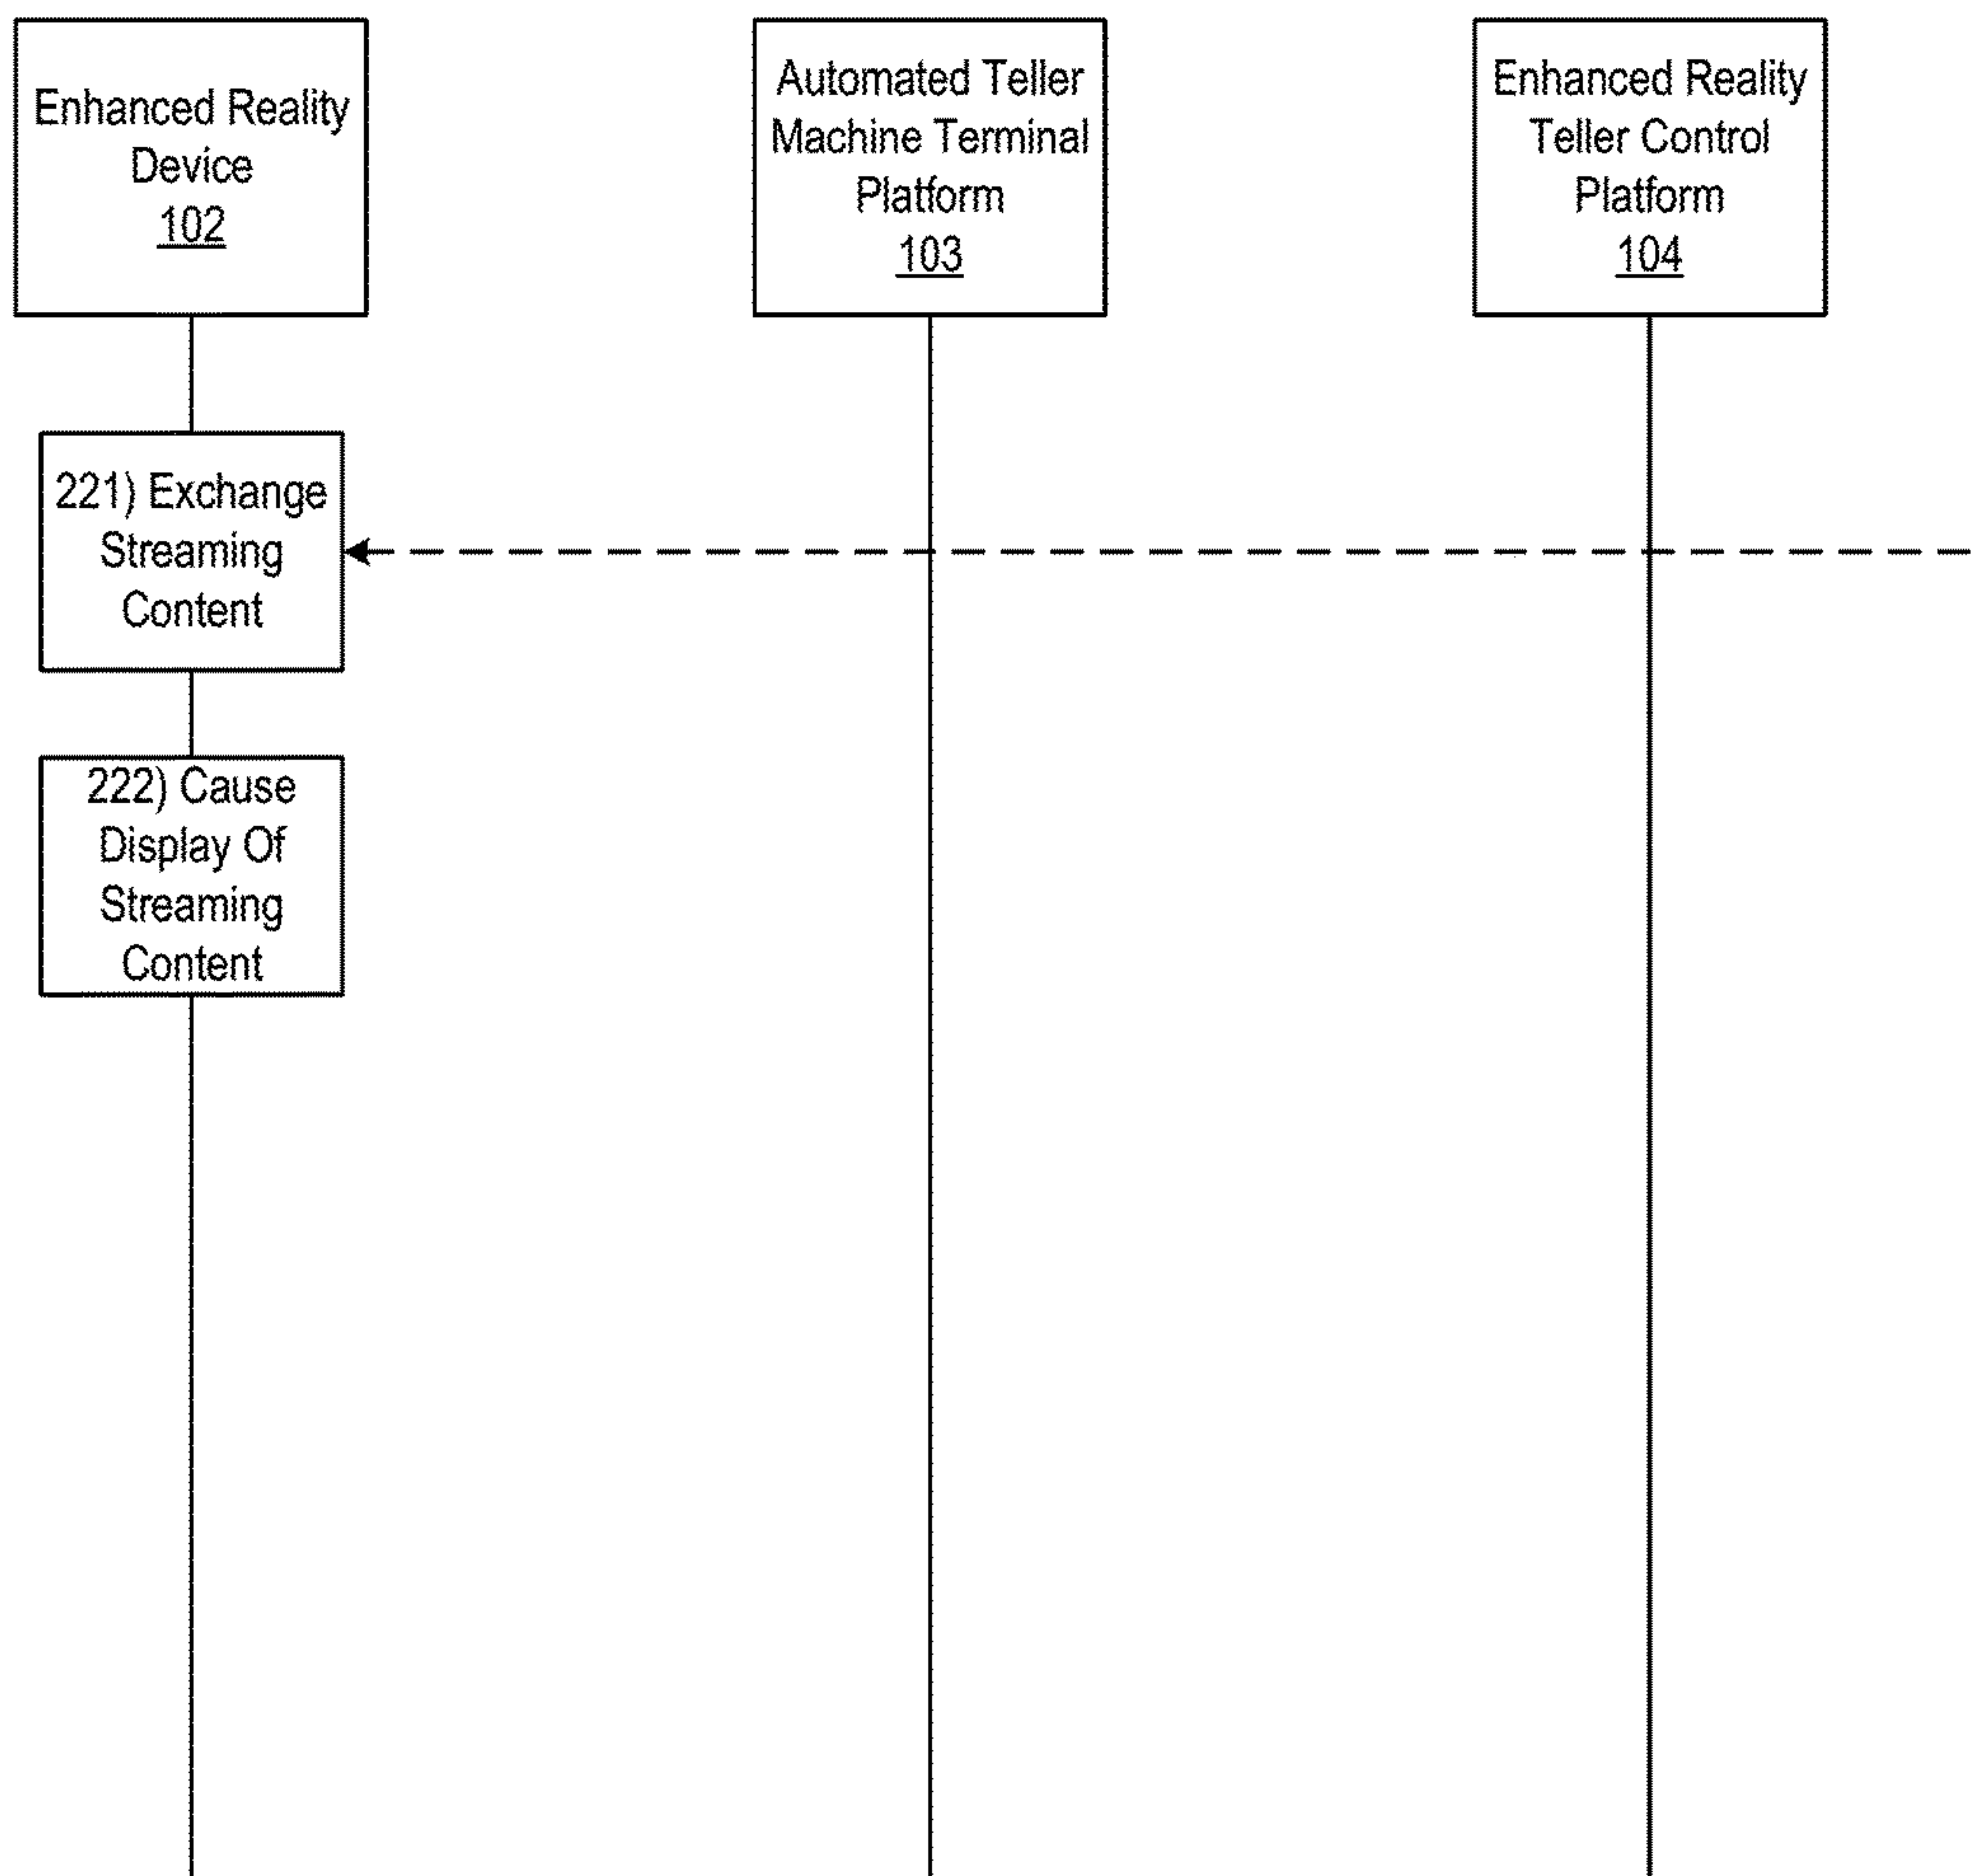 Enhanced Reality
Device
102
Automated Teller
Machine Terminal
Platform
103
Enhanced Reality
Teller Control
Platform
104
221) Exchange
Streaming
Content
222) Cause
Display Of
Streaming
Content